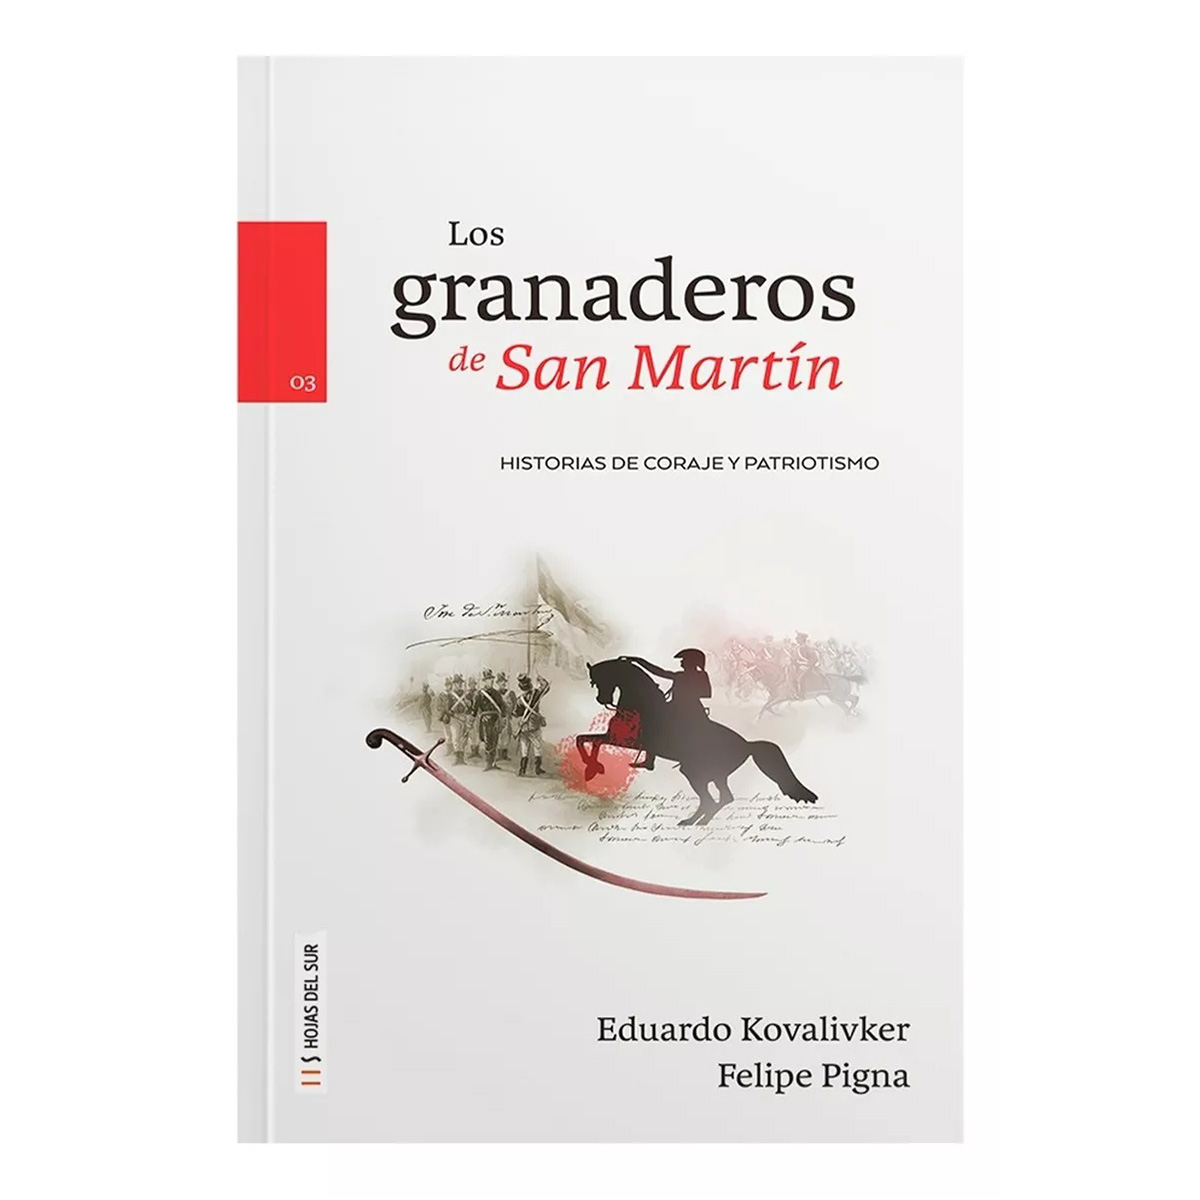 Los
granaderos
de San Martín
03
HISTORIAS DE CORAJE Y PATRIOTISMO
HOJAS DEL SUR
Eduardo Kovalivker
Felipe Pigna